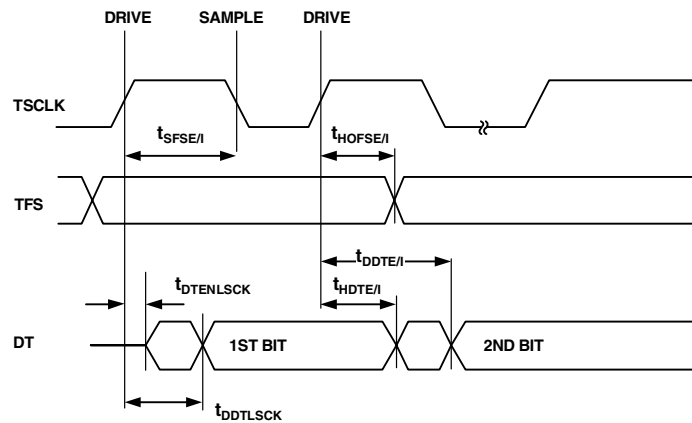 DRIVE SAMPLE DRIVE
TSCLK
tSFSE/I tHOFSE/I
TFS
tDDTE/I
tDTENLSCK tHDTE/I
DT 1ST BIT 2ND BIT
tDDTLSCK